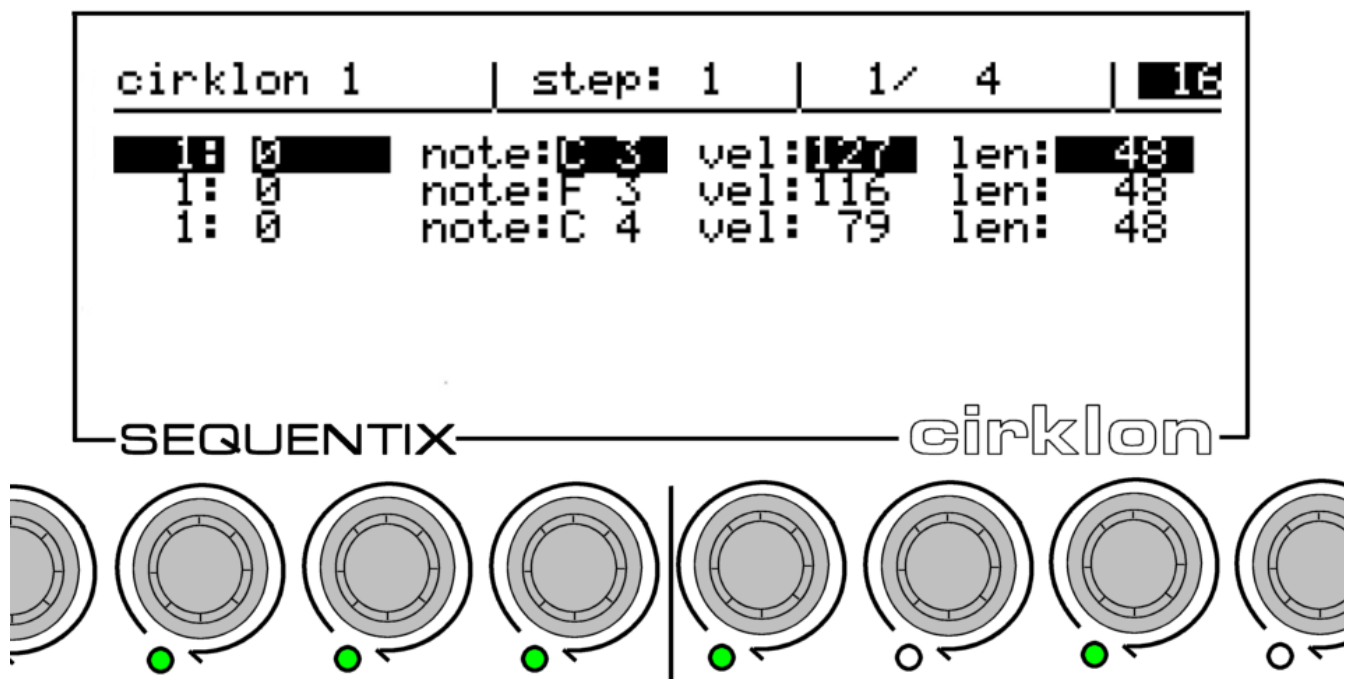 cirklon 1 | step: 1 | 1/ 4 | 16
1: 0 note:C 3 vel:127 len: 48
1: 0 note:F 3 vel:116 len: 48
1: 0 note:C 4 vel: 79 len: 48
SEQUENTIX cirklon